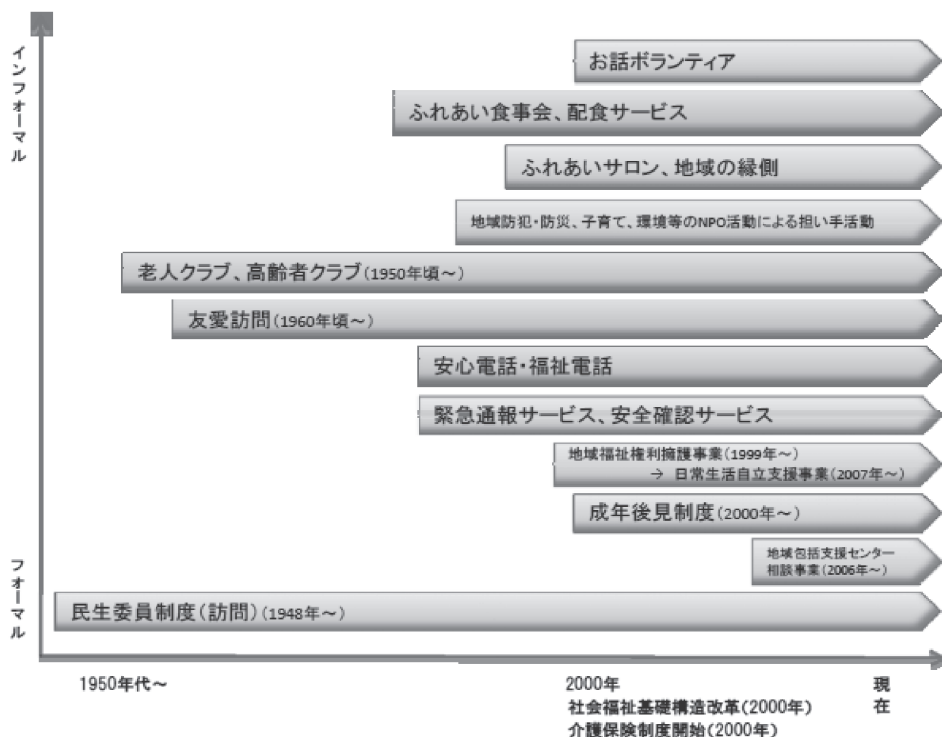 インフォーマル
お話ボランティア
ふれあい食事会、配食サービス
ふれあいサロン、地域の縁側
地域防犯・防災、子育て、環境等のNPO活動による担い手活動
老人クラブ、高齢者クラブ(1950年頃～)
友愛訪問(1960年頃～)
安心電話・福祉電話
緊急通報サービス、安全確認サービス
地域福祉権利擁護事業(1999年～)
→ 日常生活自立支援事業(2007年～)
成年後見制度(2000年～)
地域包括支援センター
相談事業(2006年～)
フォーマル
民生委員制度(訪問)(1948年～)
1950年代～
2000年
社会福祉基礎構造改革(2000年)
介護保険制度開始(2000年)
現在